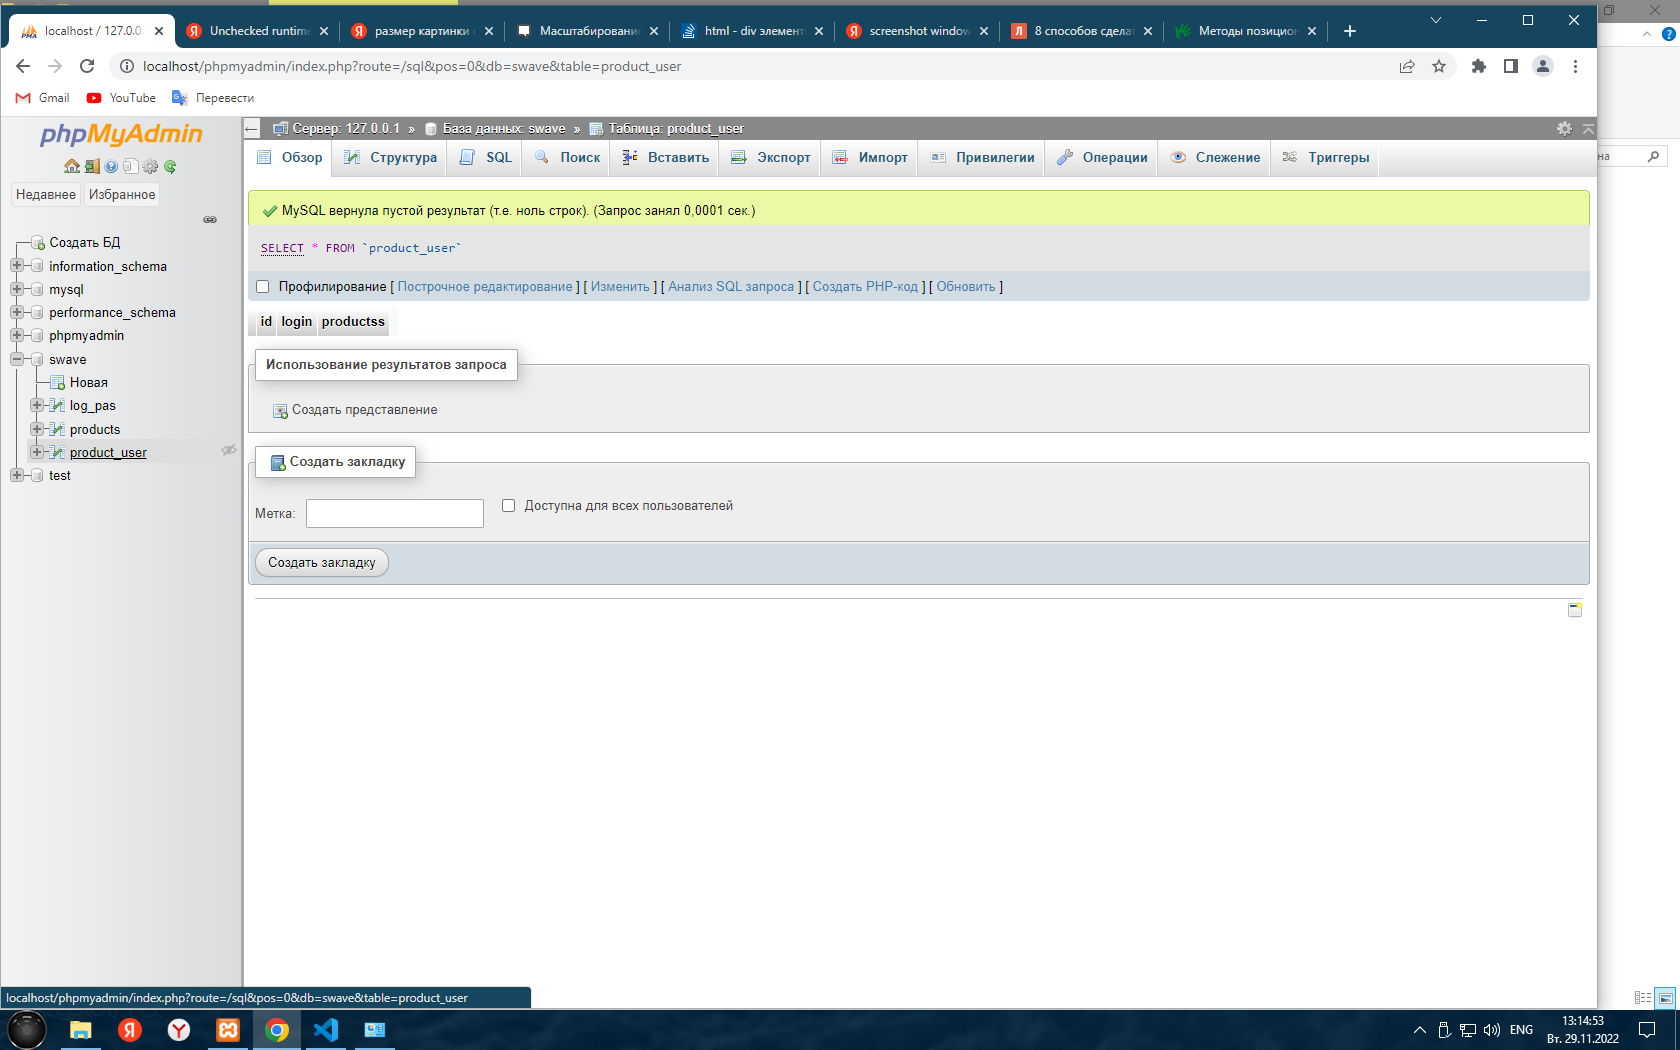 localhost / 127.0.0.
Unchecked runtime
размер картинки
Масштабирование
html - div элемент
screenshot window
8 способов сделат
Методы позицион
localhost/phpmyadmin/index.php?route=/sql&pos=0&db=swave&table=product_user
Gmail
YouTube
Перевести
phpMyAdmin
Недавнее
Избранное
Создать БД
information_schema
mysql
performance_schema
phpmyadmin
swave
Новая
log_pas
products
product_user
test
Сервер: 127.0.0.1 » База данных: swave » Таблица: product_user
Обзор
Структура
SQL
Поиск
Вставить
Экспорт
Импорт
Привилегии
Операции
Слежение
Триггеры
MySQL вернула пустой результат (т.е. ноль строк). (Запрос занял 0,0001 сек.)
SELECT * FROM `product_user`
Профилирование [ Построчное редактирование ] [ Изменить ] [ Анализ SQL запроса ] [ Создать PHP-код ] [ Обновить ]
id login productss
Использование результатов запроса
Создать представление
Создать закладку
Метка:
Доступна для всех пользователей
Создать закладку
на
localhost/phpmyadmin/index.php?route=/sql&pos=0&db=swave&table=product_user
ENG
13:14:53
Вт. 29.11.2022